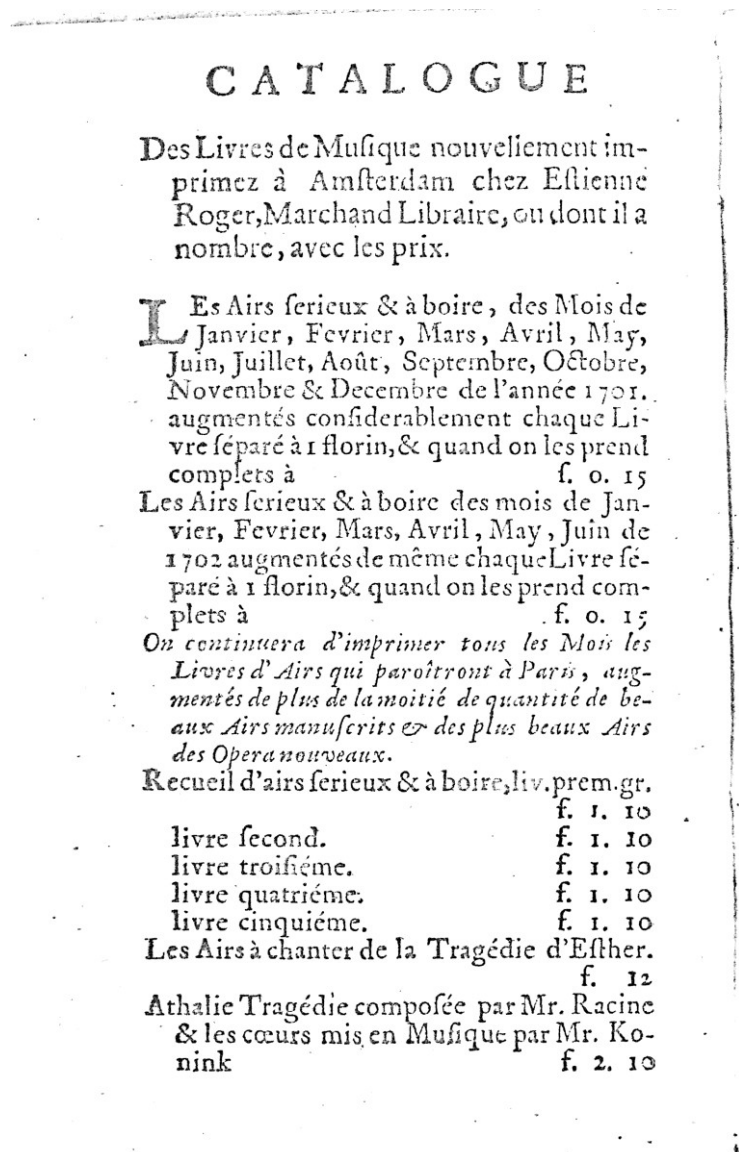 CATALOGUE
Des Livres de Muſique nouvellement im-
primez à Amſterdam chez Eſtienne
Roger, Marchand Libraire, ou dont il a
nombre, avec les prix.
LEs Airs ſerieux & à boire, des Mois de
Janvier, Fevrier, Mars, Avril, May,
Juin, Juillet, Août, Septembre, Octobre,
Novembre & Decembre de l'année 1701.
augmentés conſiderablement chaque Li-
vre ſéparé à 1 florin, & quand on les prend
complets à f. 0. 15
Les Airs ſerieux & à boire des mois de Jan-
vier, Fevrier, Mars, Avril, May, Juin de
1702 augmentés de même chaque Livre ſé-
paré à 1 florin, & quand on les prend com-
plets à f. 0. 15
On continuera d'imprimer tous les Mois les
Livres d'Airs qui paroîtront à Paris, aug-
mentés de plus de la moitié de quantité de be-
aux Airs manuſcrits & des plus beaux Airs
des Opera nouveaux.
Recueil d'airs ſerieux & à boire, liv. prem. gr.
f. 1. 10
livre ſecond. f. 1. 10
livre troiſiéme. f. 1. 10
livre quatriéme. f. 1. 10
livre cinquiéme. f. 1. 10
Les Airs à chanter de la Tragédie d'Eſther.
f. 12
Athalie Tragédie compoſée par Mr. Racine
& les cœurs mis en Muſique par Mr. Ko-
nink f. 2. 10